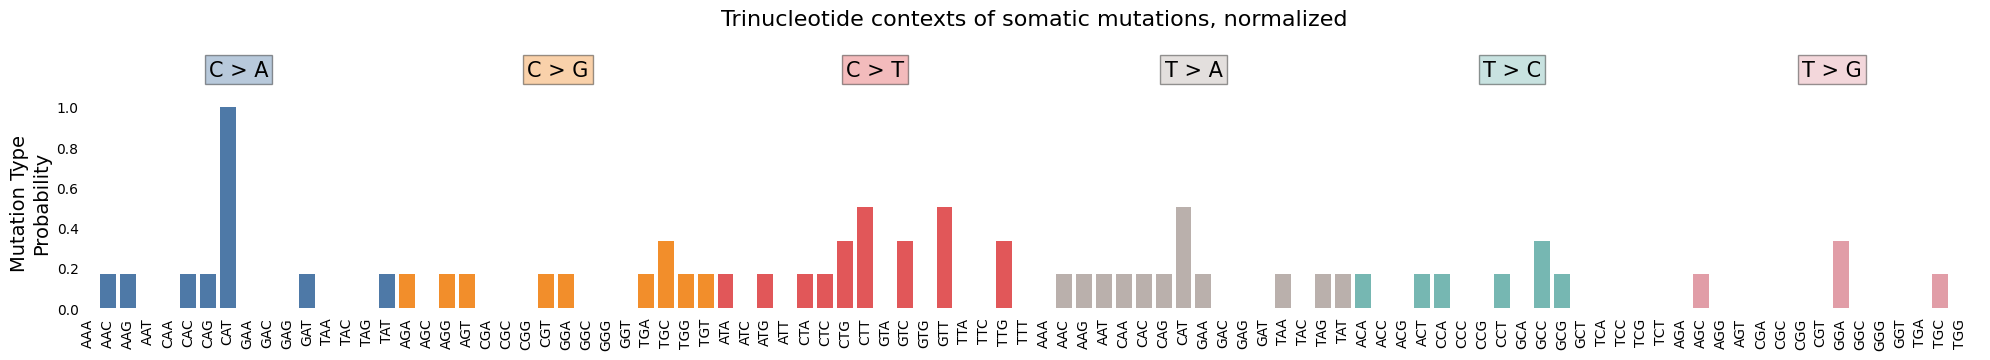 Trinucleotide contexts of somatic mutations, normalized
C > A
C > G
C > T
T > A
T > C
T > G
Mutation Type
Probability
1.0
0.8
0.6
0.4
0.2
0.0
AAA
AAC
AAG
AAT
CAA
CAC
CAG
CAT
GAA
GAC
GAG
GAT
TAA
TAC
TAG
TAT
AGA
AGC
AGG
AGT
CGA
CGC
CGG
CGT
GGA
GGC
GGG
GGT
TGA
TGC
TGG
TGT
ATA
ATC
ATG
ATT
CTA
CTC
CTG
CTT
GTA
GTC
GTG
GTT
TTA
TTC
TTG
TTT
AAA
AAC
AAG
AAT
CAA
CAC
CAG
CAT
GAA
GAC
GAG
GAT
TAA
TAC
TAG
TAT
ACA
ACC
ACG
ACT
CCA
CCC
CCG
CCT
GCA
GCC
GCG
GCT
TCA
TCC
TCG
TCT
AGA
AGC
AGG
AGT
CGA
CGC
CGG
CGT
GGA
GGC
GGG
GGT
TGA
TGC
TGG